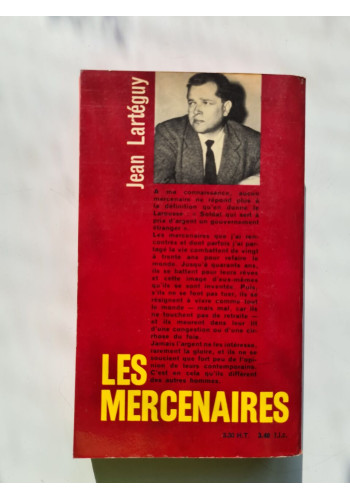 Jean Lartéguy
A ma connaissance, aucun
mercenaire ne répond plus à
la définition qu'en donne le
Larousse : « Soldat qui sert à
prix d'argent un gouvernement
étranger ».
Les mercenaires que j'ai ren-
contrés et dont parfois j'ai par-
tagé la vie combattent de vingt
à trente ans pour refaire le
monde. Jusqu'à quarante ans,
ils se battent pour leurs rêves
et cette image d'eux-mêmes
qu'ils se sont inventée. Puis,
s'ils ne se font pas tuer, ils se
résignent à vivre comme tout
le monde — mais mal, car ils
ne touchent pas de retraite —
et ils meurent dans leur lit
d'une congestion ou d'une cir-
rhose du foie.
Jamais l'argent ne les intéresse,
rarement la gloire, et ils ne se
soucient que fort peu de l'opi-
nion de leurs contemporains.
C'est en cela qu'ils diffèrent
des autres hommes.
LES
MERCENAIRES
H.T. T.L.